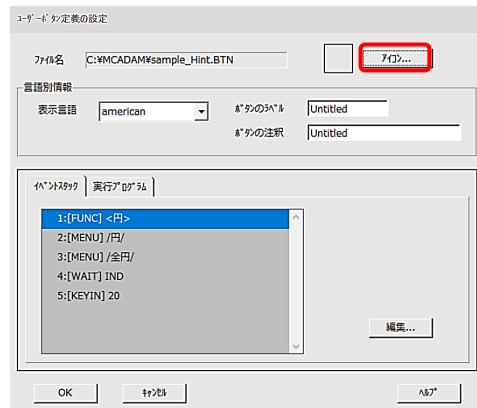 ﾕｰｻﾞｰﾎﾞﾀﾝ定義の設定
ﾌｧｲﾙ名 C:¥MCADAM¥sample_Hint.BTN ｱｲｺﾝ...
言語別情報
表示言語 american ﾎﾞﾀﾝのﾗﾍﾞﾙ Untitled
ﾎﾞﾀﾝの注釈 Untitled
ｲﾍﾞﾝﾄｽﾀｯｸ 実行ﾌﾟﾛｸﾞﾗﾑ
1:[FUNC] <円>
2:[MENU] /円/
3:[MENU] /全円/
4:[WAIT] IND
5:[KEYIN] 20
編集...
OK ｷｬﾝｾﾙ ﾍﾙﾌﾟ